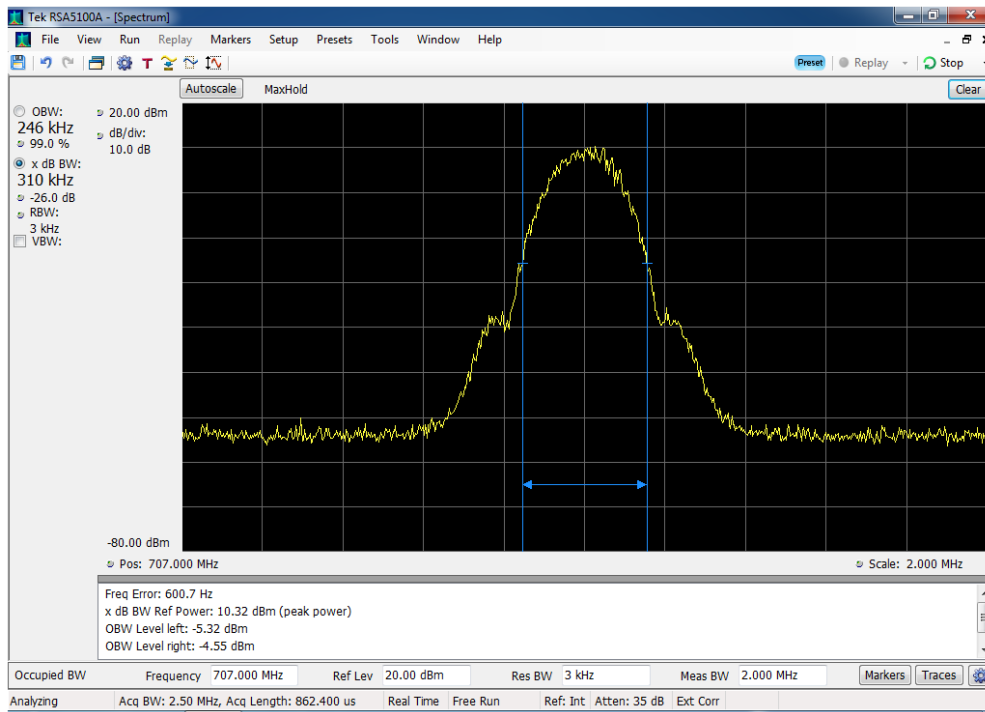 Tek RSA5100A - [Spectrum]
File View Run Replay Markers Setup Presets Tools Window Help
T Preset Replay Stop
Autoscale MaxHold Clear
OBW:
246 kHz
99.0 %
x dB BW:
310 kHz
-26.0 dB
RBW:
3 kHz
VBW:
20.00 dBm
dB/div:
10.0 dB
-80.00 dBm
Pos: 707.000 MHz Scale: 2.000 MHz
Freq Error: 600.7 Hz
x dB BW Ref Power: 10.32 dBm (peak power)
OBW Level left: -5.32 dBm
OBW Level right: -4.55 dBm
Occupied BW Frequency 707.000 MHz Ref Lev 20.00 dBm Res BW 3 kHz Meas BW 2.000 MHz Markers Traces
Analyzing Acq BW: 2.50 MHz, Acq Length: 862.400 us Real Time Free Run Ref: Int Atten: 35 dB Ext Corr